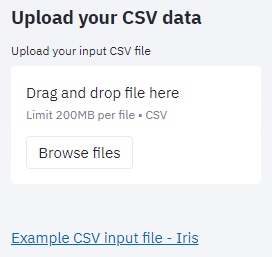 Upload your CSV data
Upload your input CSV file
Drag and drop file here
Limit 200MB per file • CSV
Browse files
Example CSV input file - Iris